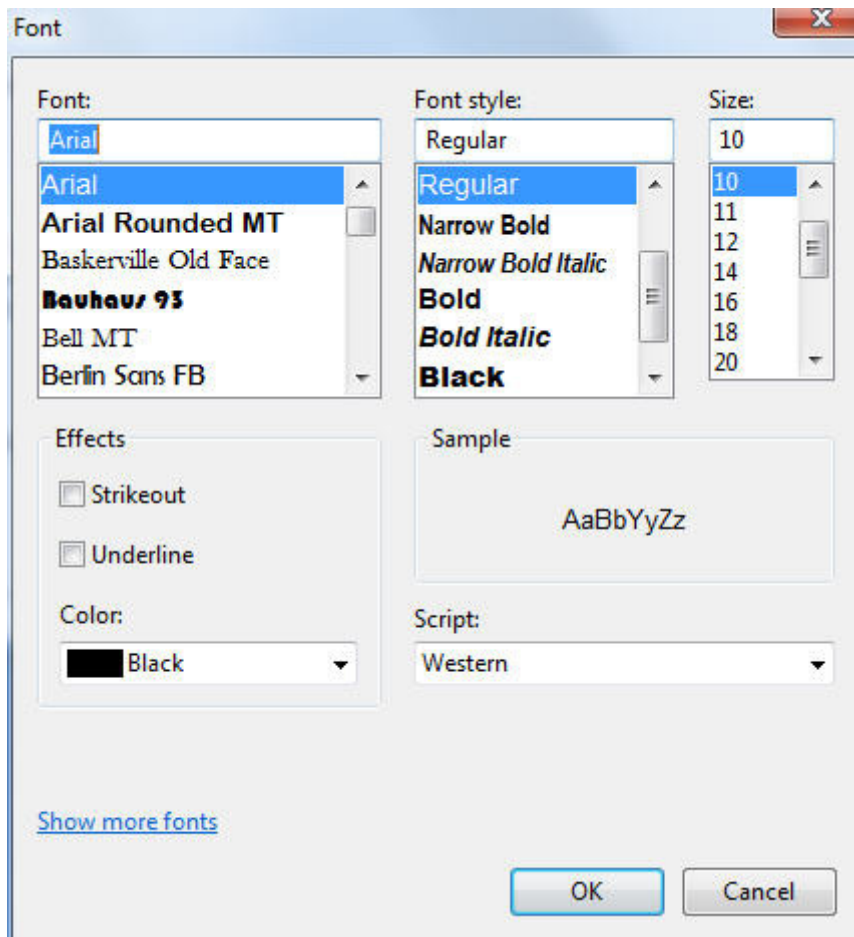 Font
Font:
Arial
Arial
Arial Rounded MT
Baskerville Old Face
Bauhaus 93
Bell MT
Berlin Sans FB
Font style:
Regular
Regular
Narrow Bold
Narrow Bold Italic
Bold
Bold Italic
Black
Size:
10
10
11
12
14
16
18
20
Effects
Strikeout
Underline
Color:
Black
Sample
AaBbYyZz
Script:
Western
Show more fonts
OK
Cancel